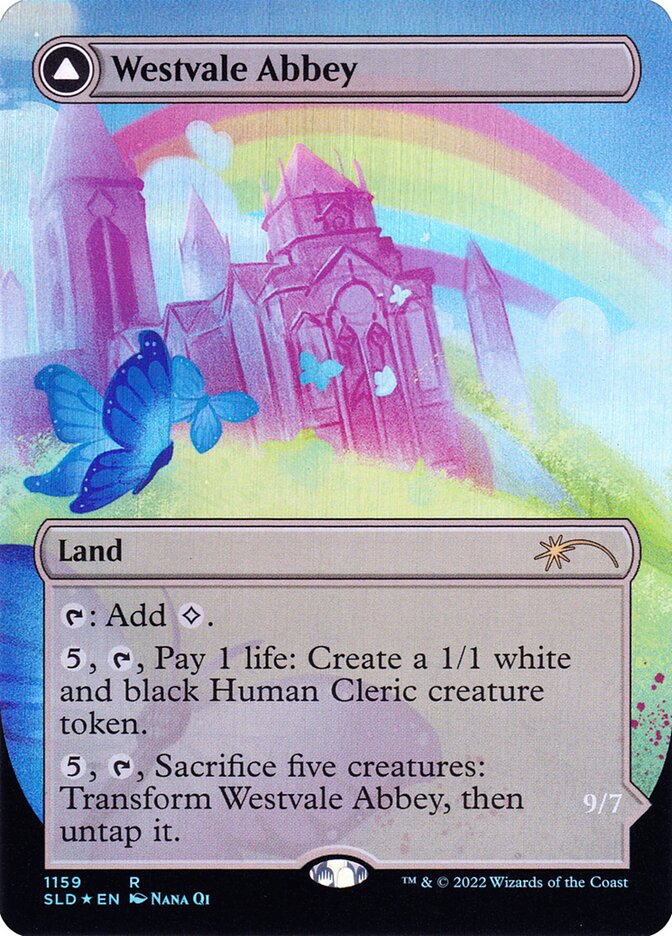 Westvale Abbey
Land
: Add .
5, , Pay 1 life: Create a 1/1 white
and black Human Cleric creature
token.
5, , Sacrifice five creatures:
Transform Westvale Abbey, then
untap it.
9/7
1159 R
SLD ★ EN Nana Qi
™ & © 2022 Wizards of the Coast